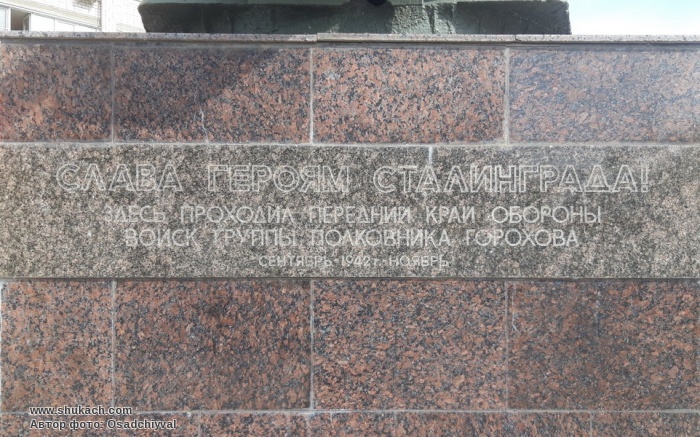 СЛАВА ГЕРОЯМ СТАЛИНГРАДА!
ЗДЕСЬ ПРОХОДИЛ ПЕРЕДНИЙ КРАЙ ОБОРОНЫ
ВОЙСК ГРУППЫ ПОЛКОВНИКА ГОРОХОВА
СЕНТЯБРЬ-1942г.-НОЯБРЬ
www.shukach.com
Автор фото: Osadchiyval